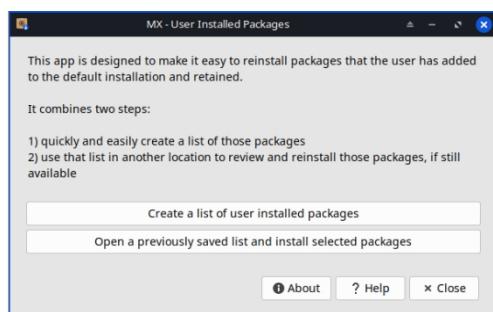 MX - User Installed Packages
This app is designed to make it easy to reinstall packages that the user has added
to the default installation and retained.
It combines two steps:
1) quickly and easily create a list of those packages
2) use that list in another location to review and reinstall those packages, if still
available
Create a list of user installed packages
Open a previously saved list and install selected packages
About ? Help × Close